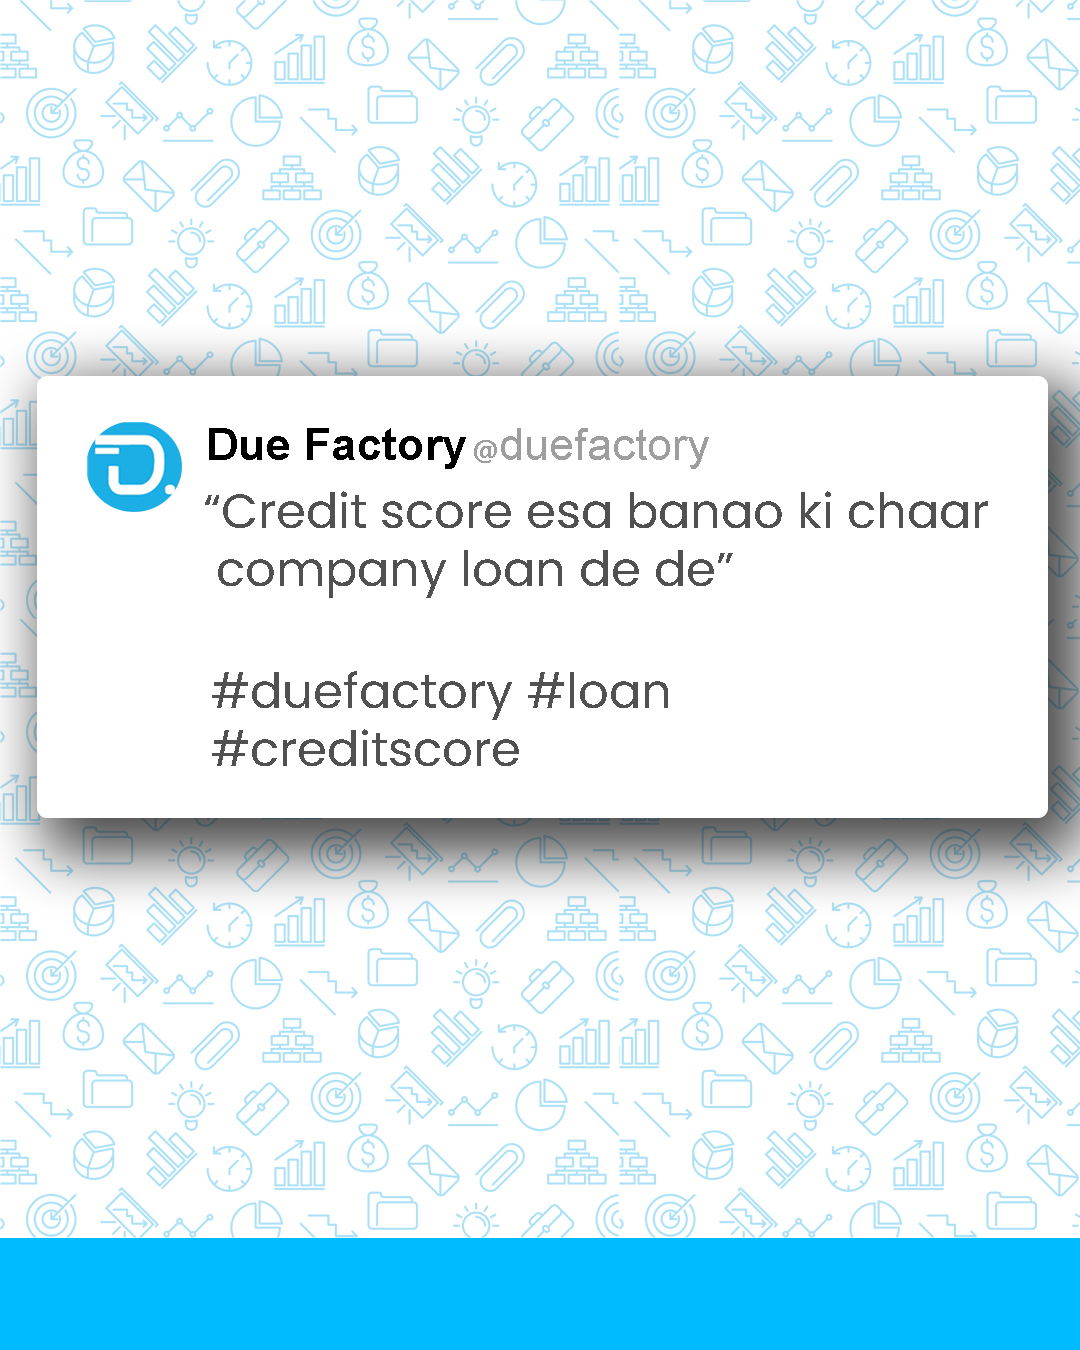 Due Factory @duefactory
“Credit score esa banao ki chaar
company loan de de”
#duefactory #loan
#creditscore